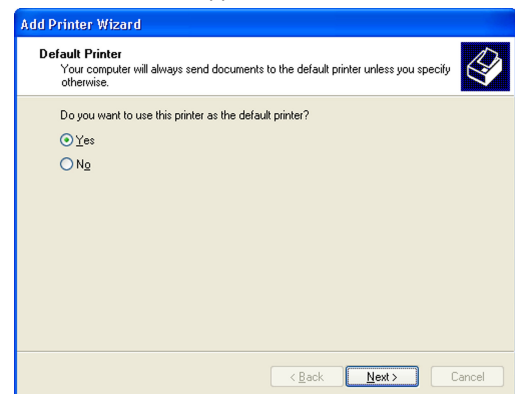 Add Printer Wizard
Default Printer
Your computer will always send documents to the default printer unless you specify
otherwise.
Do you want to use this printer as the default printer?
Yes
No
< Back
Next >
Cancel